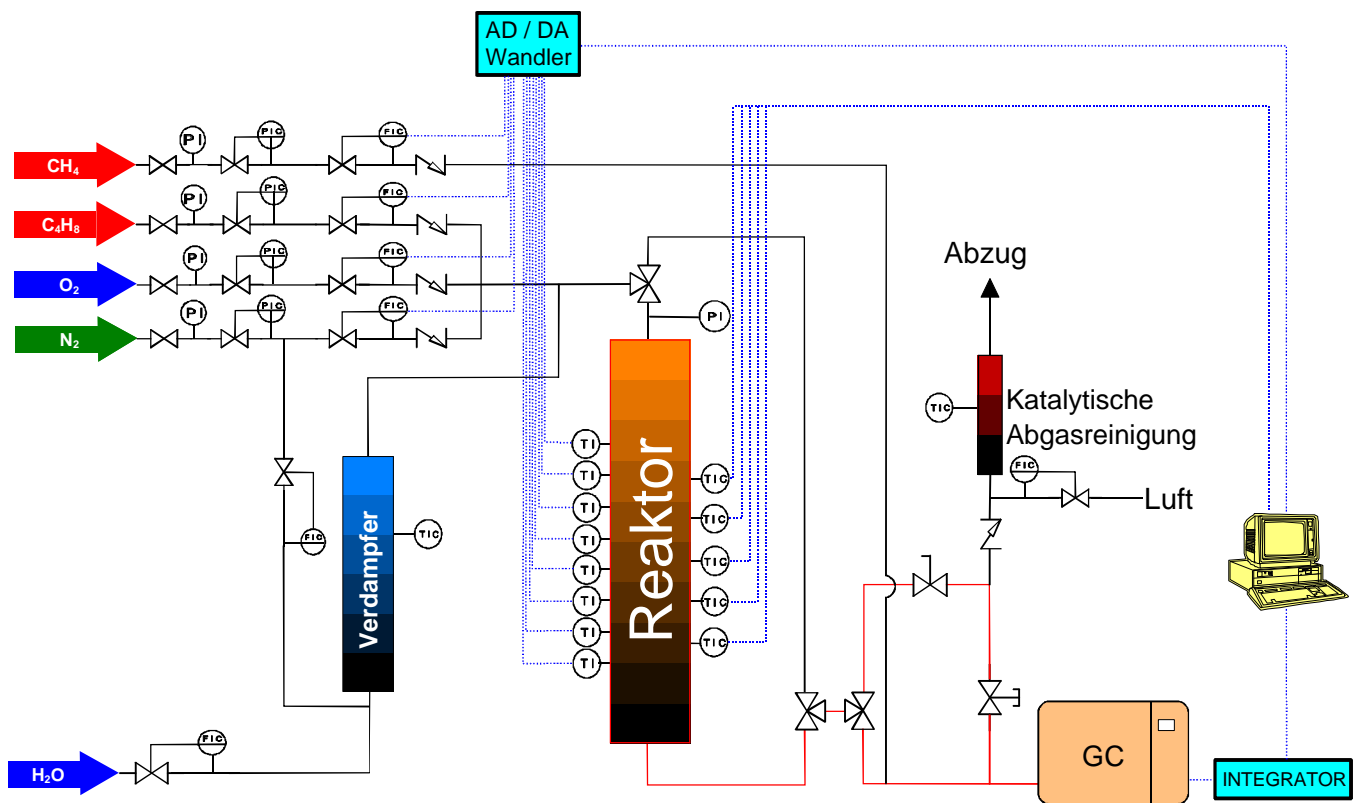 AD / DA
Wandler
PI
PIC
FIC
CH₄
PI
PIC
FIC
C₄H₈
PI
PIC
FIC
O₂
PI
PIC
FIC
N₂
PI
Abzug
TIC
Katalytische
Abgasreinigung
FIC
Luft
TI
TI
TI
TI
TI
TI
TI
TI
Reaktor
TIC
TIC
TIC
TIC
TIC
FIC
Verdampfer
TIC
FIC
H₂O
GC
INTEGRATOR